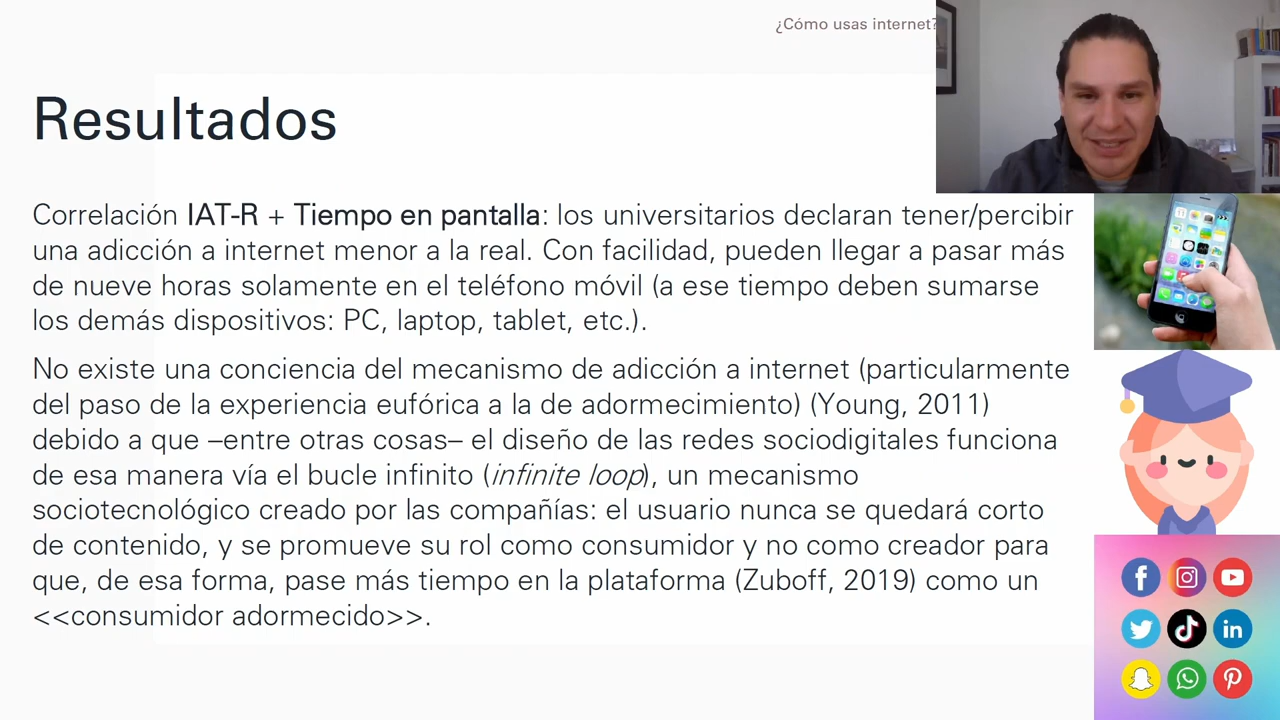 ¿Cómo usas internet?
Resultados
Correlación IAT-R + Tiempo en pantalla: los universitarios declaran tener/percibir
una adicción a internet menor a la real. Con facilidad, pueden llegar a pasar más
de nueve horas solamente en el teléfono móvil (a ese tiempo deben sumarse
los demás dispositivos: PC, laptop, tablet, etc.).
No existe una conciencia del mecanismo de adicción a internet (particularmente
del paso de la experiencia eufórica a la de adormecimiento) (Young, 2011)
debido a que –entre otras cosas– el diseño de las redes sociodigitales funciona
de esa manera vía el bucle infinito (infinite loop), un mecanismo
sociotecnológico creado por las compañías: el usuario nunca se quedará corto
de contenido, y se promueve su rol como consumidor y no como creador para
que, de esa forma, pase más tiempo en la plataforma (Zuboff, 2019) como un
<<consumidor adormecido>>.